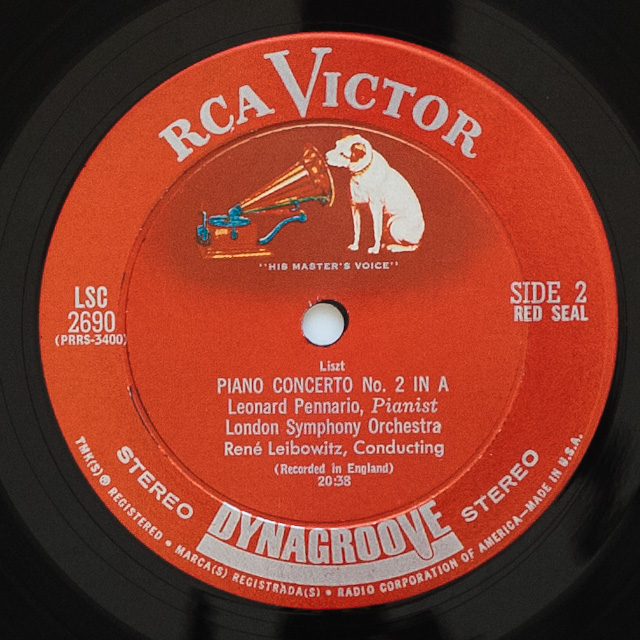 RCA VICTOR
"HIS MASTER'S VOICE"
LSC
2690
(PRRS-3400)
SIDE 2
RED SEAL
Liszt
PIANO CONCERTO No. 2 IN A
Leonard Pennario, Pianist
London Symphony Orchestra
René Leibowitz, Conducting
(Recorded in England)
20:38
STEREO
DYNAGROOVE
STEREO
TMK(S) ® REGISTERED • MARCA(S) REGISTRADA(S) • RADIO CORPORATION OF AMERICA—MADE IN U.S.A.